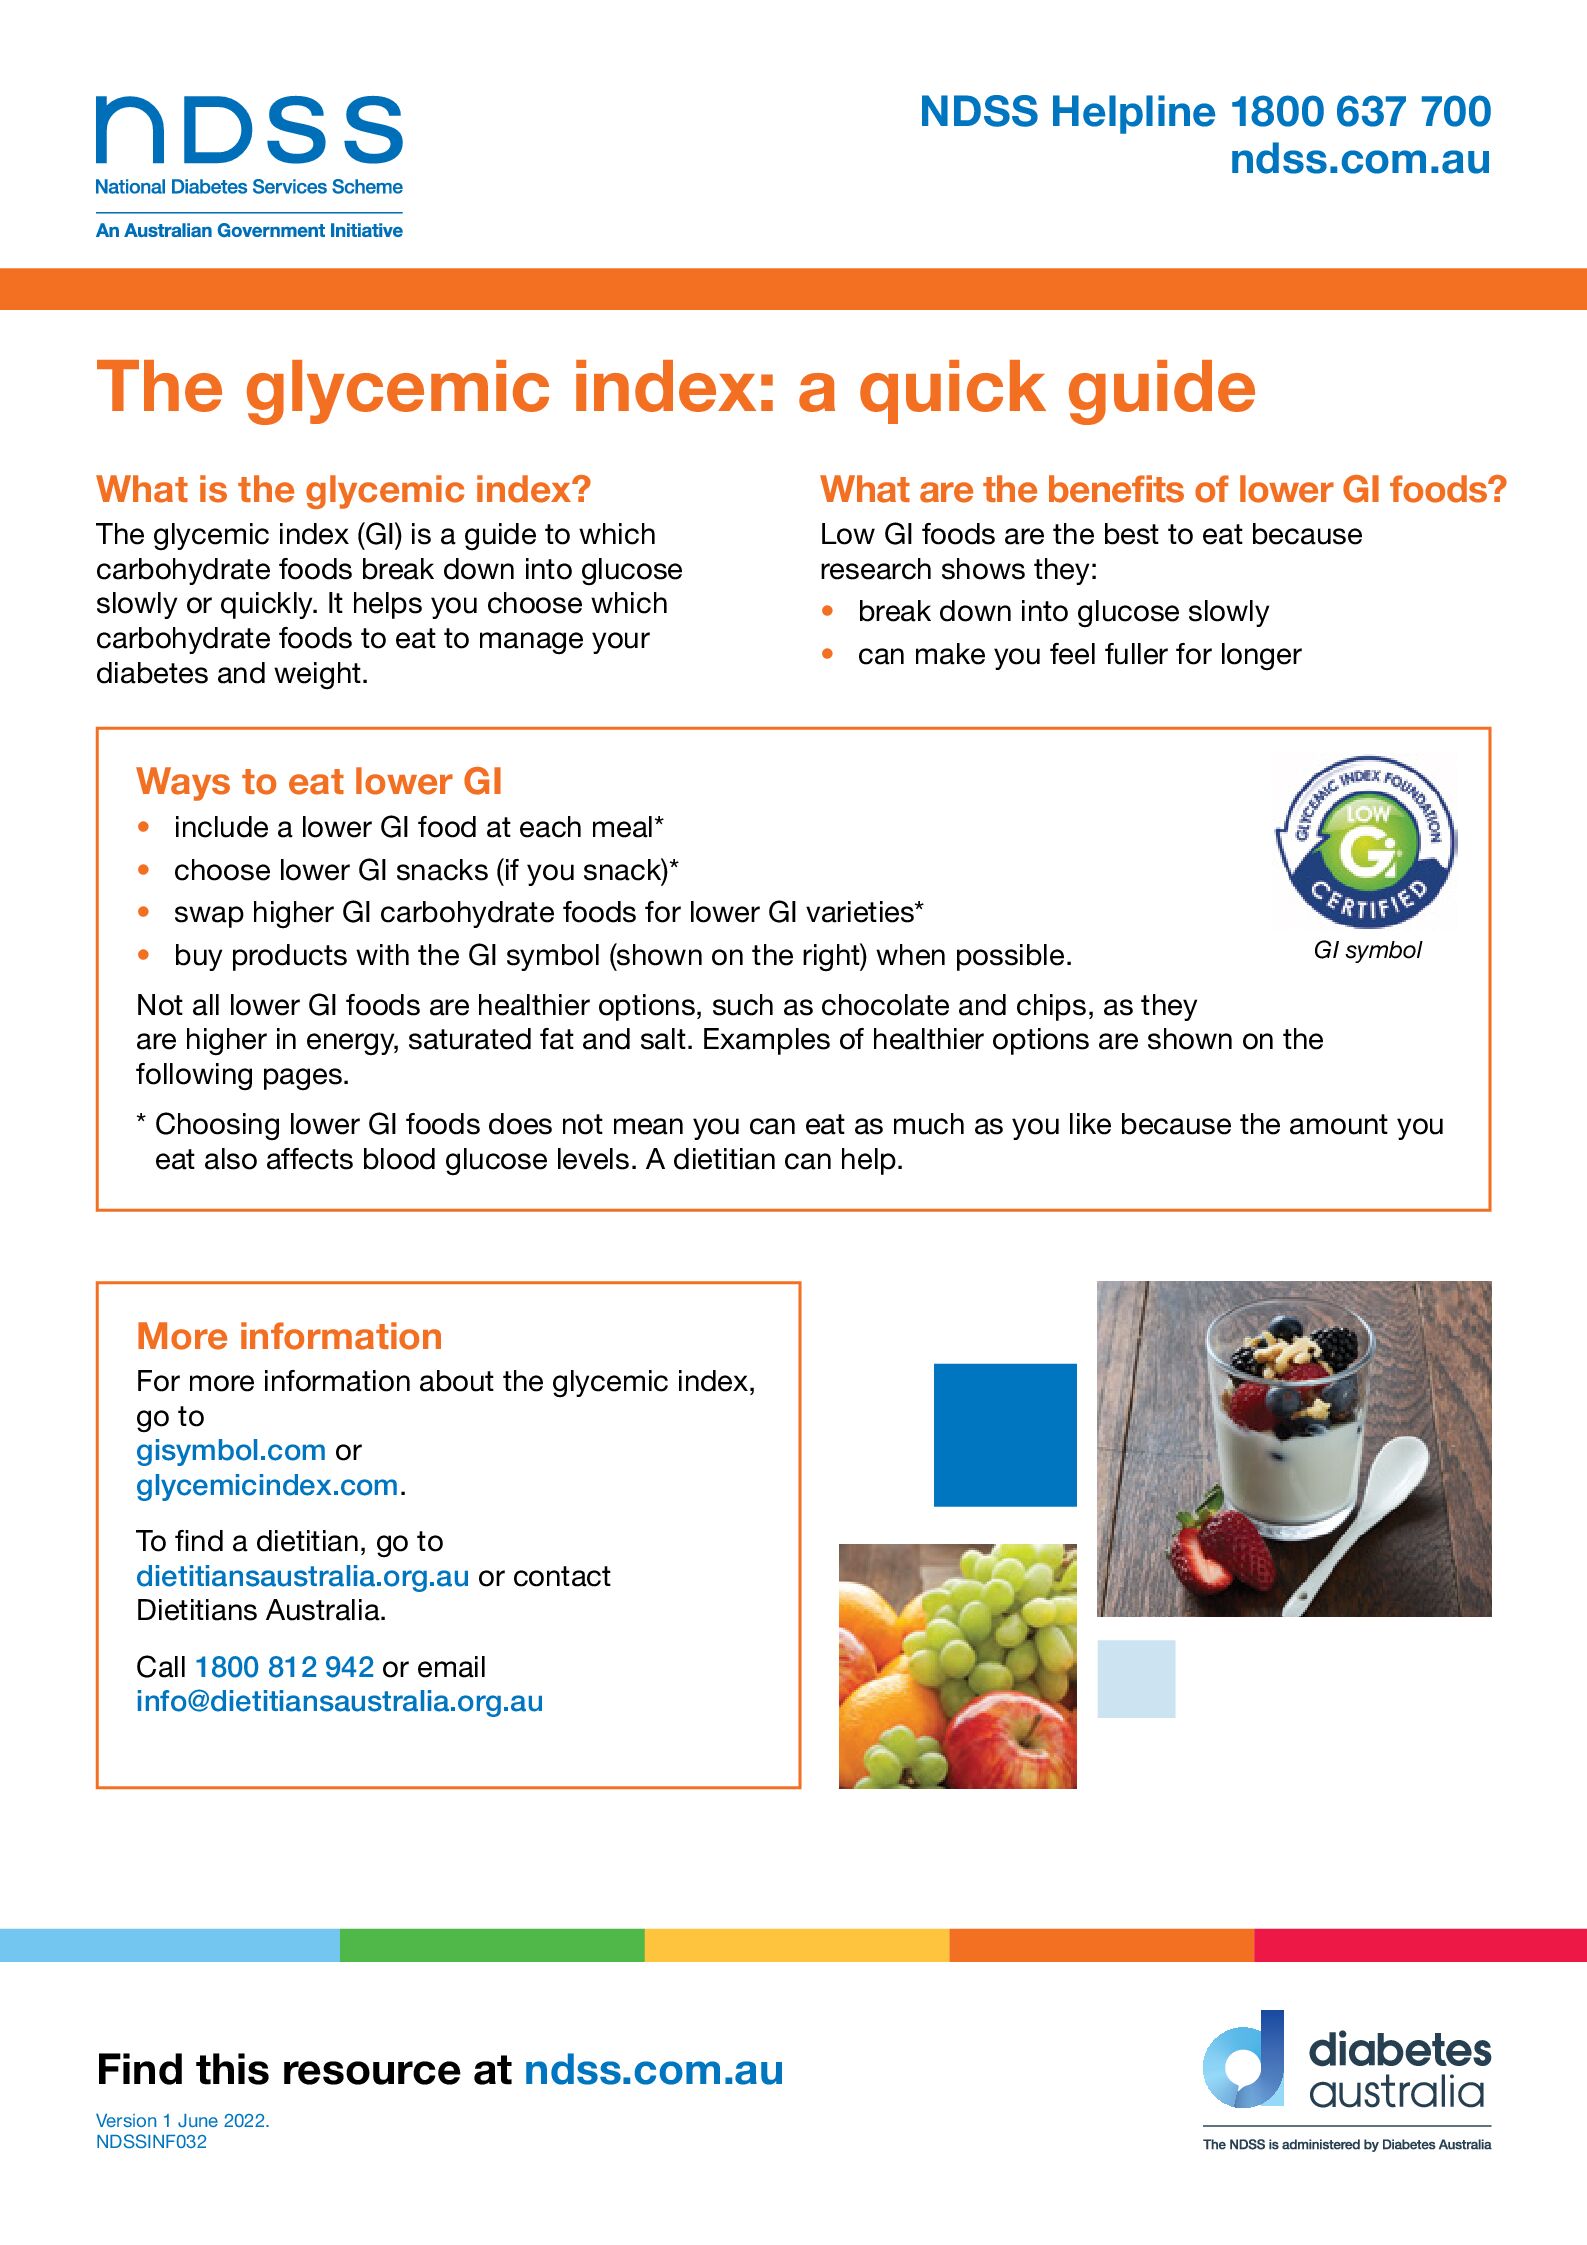 NDSS
National Diabetes Services Scheme
An Australian Government Initiative
NDSS Helpline 1800 637 700
ndss.com.au
The glycemic index: a quick guide
What is the glycemic index?
The glycemic index (GI) is a guide to which
carbohydrate foods break down into glucose
slowly or quickly. It helps you choose which
carbohydrate foods to eat to manage your
diabetes and weight.
What are the benefits of lower GI foods?
Low GI foods are the best to eat because
research shows they:
• break down into glucose slowly
• can make you feel fuller for longer
Ways to eat lower GI
• include a lower GI food at each meal*
• choose lower GI snacks (if you snack)*
• swap higher GI carbohydrate foods for lower GI varieties*
• buy products with the GI symbol (shown on the right) when possible.
GLYCEMIC INDEX FOUNDATION
LOW
Gi
CERTIFIED
GI symbol
Not all lower GI foods are healthier options, such as chocolate and chips, as they
are higher in energy, saturated fat and salt. Examples of healthier options are shown on the
following pages.
* Choosing lower GI foods does not mean you can eat as much as you like because the amount you
eat also affects blood glucose levels. A dietitian can help.
More information
For more information about the glycemic index,
go to
gisymbol.com or
glycemicindex.com.
To find a dietitian, go to
dietitiansaustralia.org.au or contact
Dietitians Australia.
Call 1800 812 942 or email
info@dietitiansaustralia.org.au
Find this resource at ndss.com.au
Version 1 June 2022.
NDSSINF032
diabetes
australia
The NDSS is administered by Diabetes Australia